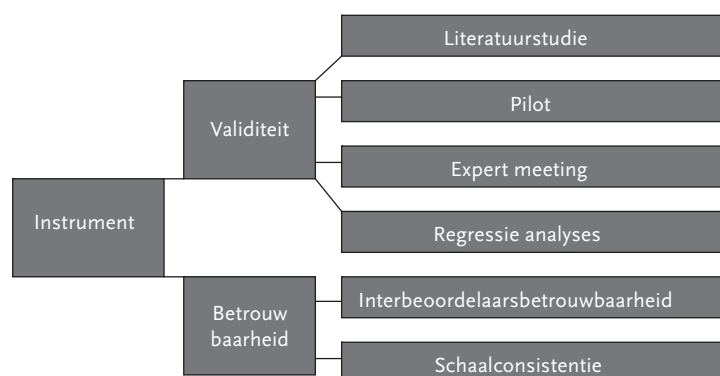 Literatuurstudie
Pilot
Validiteit
Expert meeting
Instrument
Regressie analyses
Interbeoordelaarsbetrouwbaarheid
Betrouw
baarheid
Schaalconsistentie